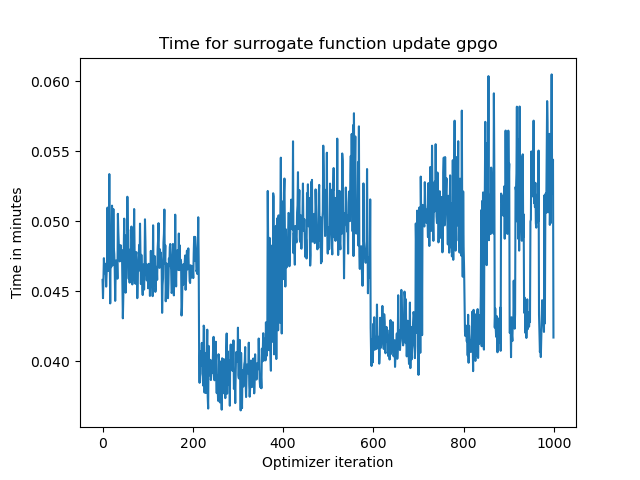 Time for surrogate function update gpgo
0.060
0.055
0.050
0.045
0.040
Time in minutes
0 200 400 600 800 1000
Optimizer iteration